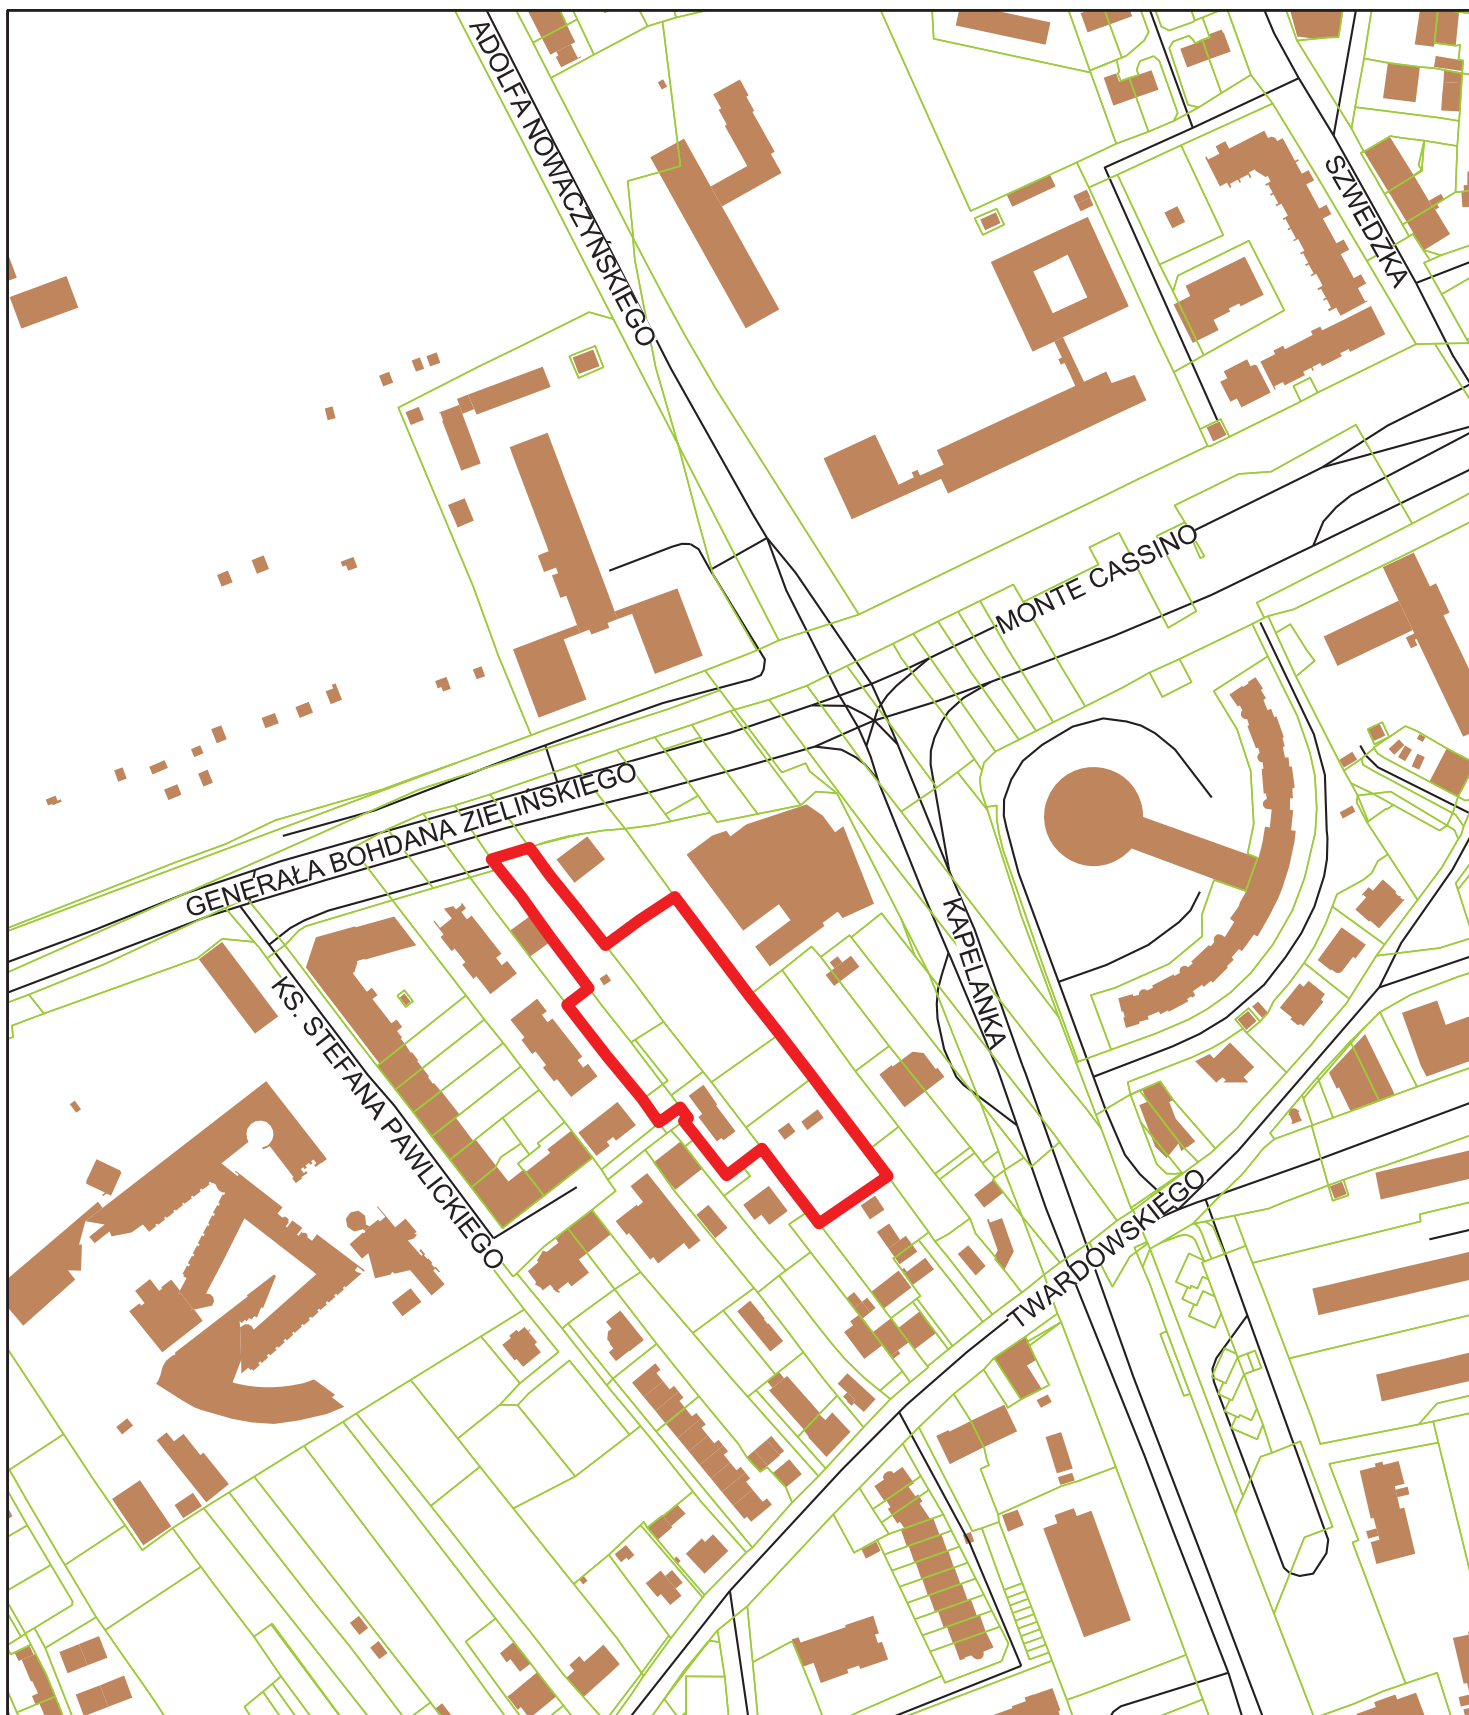 ADOLFA NOWACZYŃSKIEGO
SZWEDZKA
MONTE CASSINO
GENERAŁA BOHDANA ZIELIŃSKIEGO
KAPELANKA
KS. STEFANA PAWLICKIEGO
TWARDOWSKIEGO